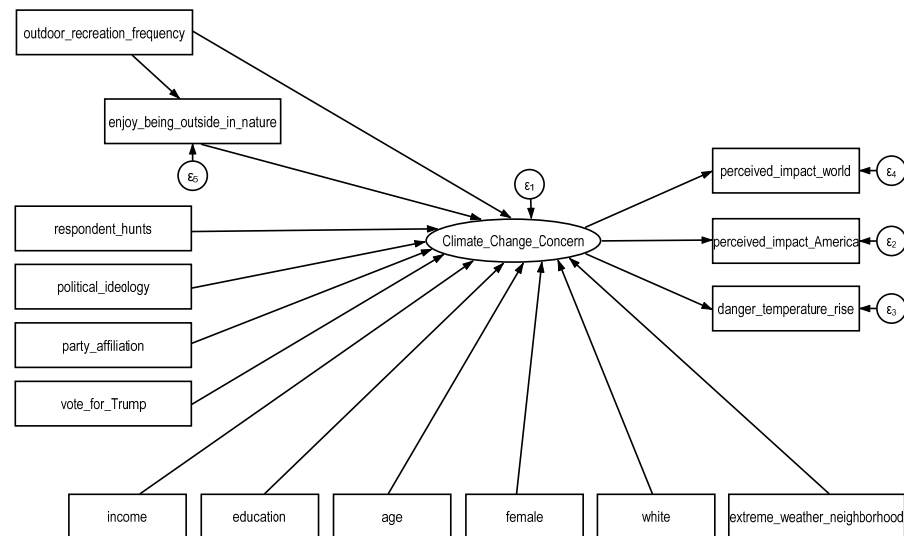 outdoor_recreation_frequency
enjoy_being_outside_in_nature
ε₅
ε₁
perceived_impact_world
ε₄
respondent_hunts
Climate_Change_Concern
perceived_impact_America
ε₂
political_ideology
danger_temperature_rise
ε₃
party_affiliation
vote_for_Trump
income
education
age
female
white
extreme_weather_neighborhood